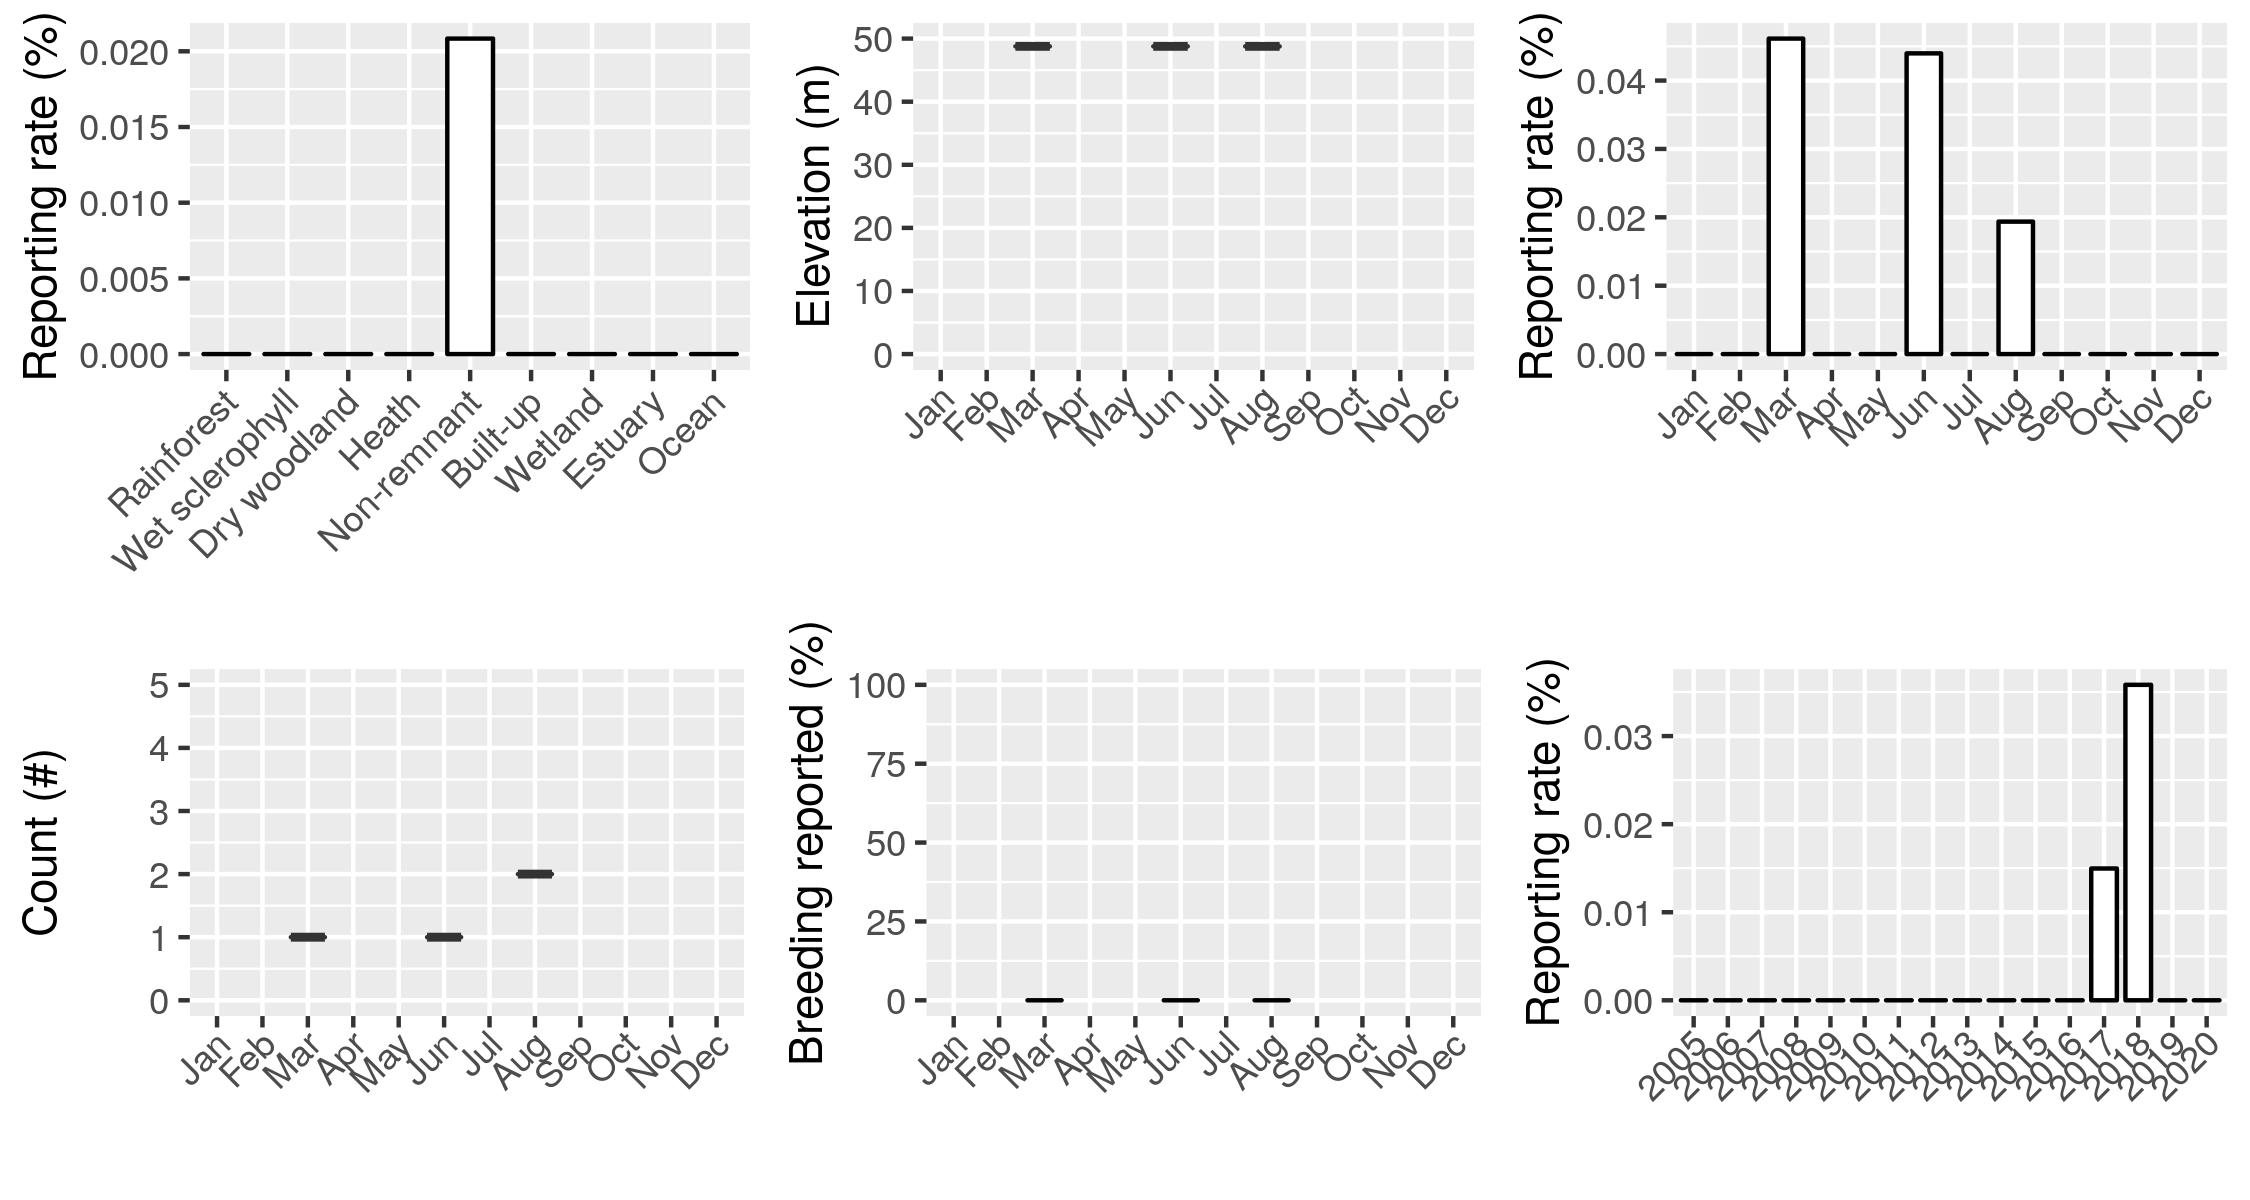 Reporting rate (%)
0.020
0.015
0.010
0.005
0.000
Rainforest
Wet sclerophyll
Dry woodland
Heath
Non-remnant
Built-up
Wetland
Estuary
Ocean
Elevation (m)
50
40
30
20
10
0
Jan
Feb
Mar
Apr
May
Jun
Jul
Aug
Sep
Oct
Nov
Dec
Reporting rate (%)
0.04
0.03
0.02
0.01
0.00
Jan
Feb
Mar
Apr
May
Jun
Jul
Aug
Sep
Oct
Nov
Dec
Count (#)
5
4
3
2
1
0
Jan
Feb
Mar
Apr
May
Jun
Jul
Aug
Sep
Oct
Nov
Dec
Breeding reported (%)
100
75
50
25
0
Jan
Feb
Mar
Apr
May
Jun
Jul
Aug
Sep
Oct
Nov
Dec
Reporting rate (%)
0.03
0.02
0.01
0.00
2005
2006
2007
2008
2009
2010
2011
2012
2013
2014
2015
2016
2017
2018
2019
2020